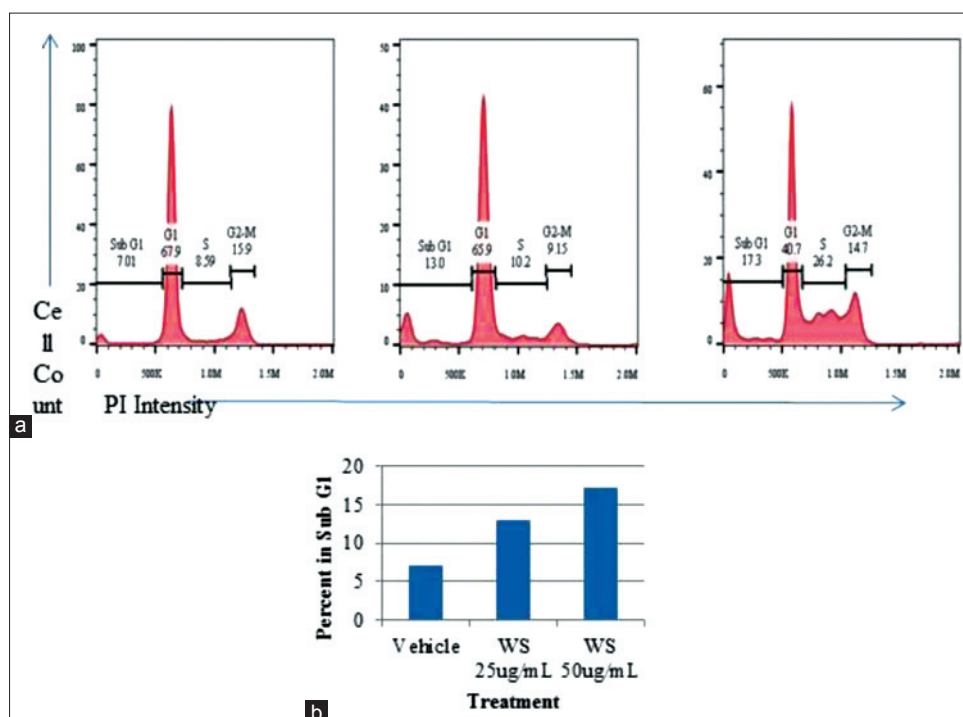 100
80
60
40
20
0
Sub G1
7.01
G1
67.9
S
8.59
G2-M
15.9
0 500K 1.0M 1.5M 2.0M
50
40
30
20
10
0
Sub G1
13.0
G1
65.9
S
10.2
G2-M
9.15
0 500K 1.0M 1.5M 2.0M
60
40
20
0
Sub G1
17.3
G1
40.7
S
26.2
G2-M
14.7
0 500K 1.0M 1.5M 2.0M
Ce
ll
Co
unt
PI Intensity
a
Percent in Sub G1
20
15
10
5
0
Vehicle
WS
25ug/mL
WS
50ug/mL
Treatment
b